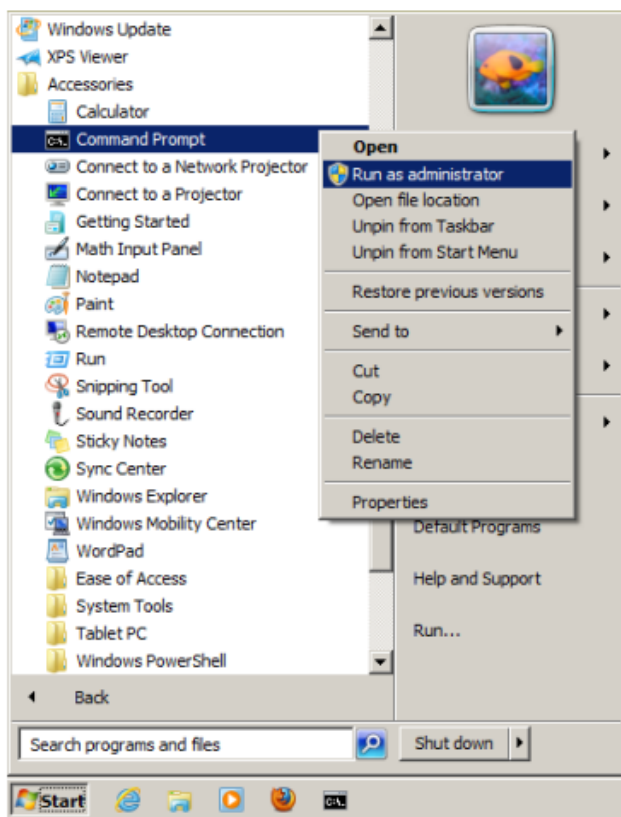 Windows Update
XPS Viewer
Accessories
Calculator
Command Prompt
Connect to a Network Projector
Connect to a Projector
Getting Started
Math Input Panel
Notepad
Paint
Remote Desktop Connection
Run
Snipping Tool
Sound Recorder
Sticky Notes
Sync Center
Windows Explorer
Windows Mobility Center
WordPad
Ease of Access
System Tools
Tablet PC
Windows PowerShell
Back
Search programs and files
Open
Run as administrator
Open file location
Unpin from Taskbar
Unpin from Start Menu
Restore previous versions
Send to
Cut
Copy
Delete
Rename
Properties
Default Programs
Help and Support
Run...
Shut down
Start